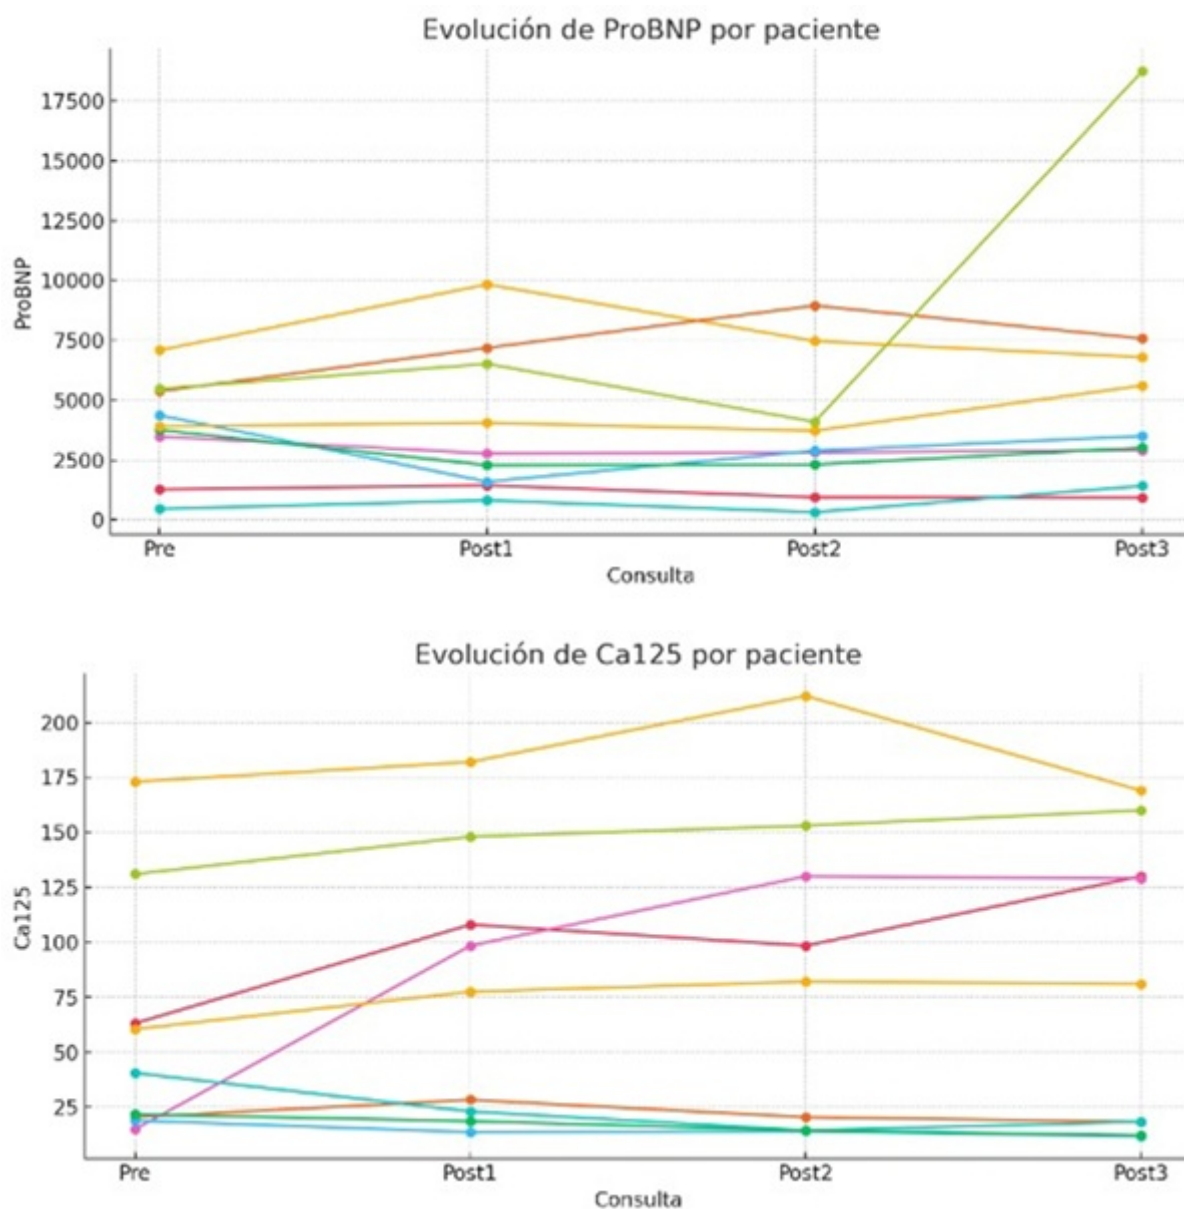 Evolución de ProBNP por paciente
17500
15000
12500
10000
7500
5000
2500
0
ProBNP
Pre Post1 Post2 Post3
Consulta
Evolución de Ca125 por paciente
200
175
150
125
100
75
50
25
Ca125
Pre Post1 Post2 Post3
Consulta